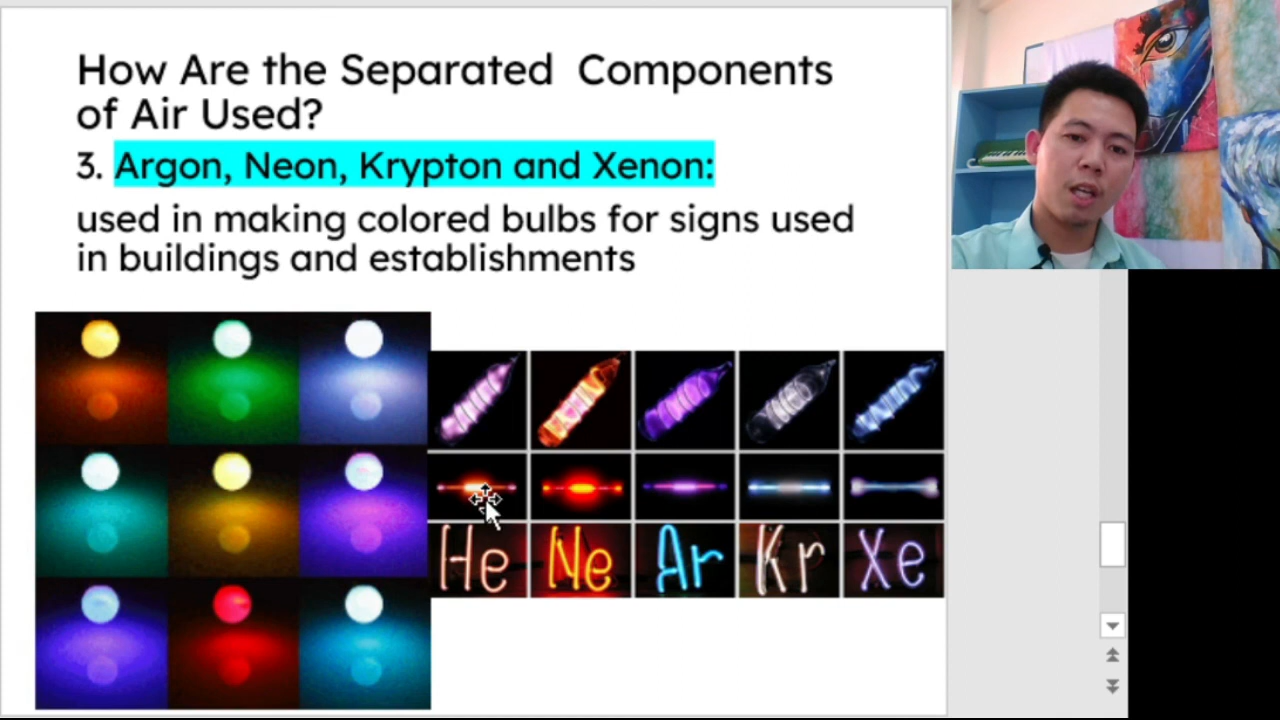 How Are the Separated Components
of Air Used?
3. Argon, Neon, Krypton and Xenon:
used in making colored bulbs for signs used
in buildings and establishments
He Ne Ar Kr Xe